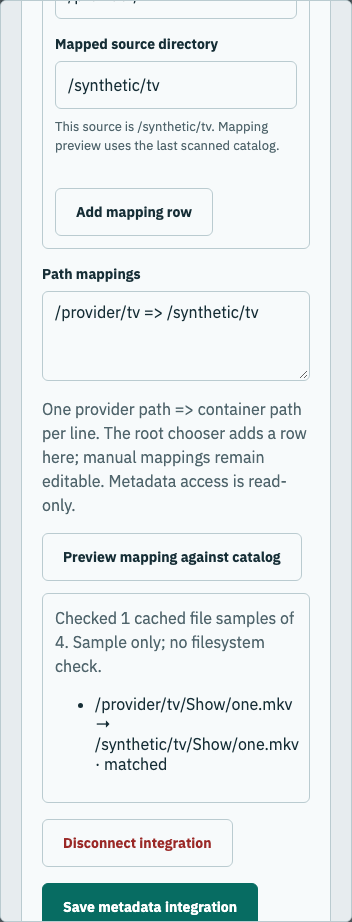 Mapped source directory
/synthetic/tv
This source is /synthetic/tv. Mapping
preview uses the last scanned catalog.
Add mapping row
Path mappings
/provider/tv => /synthetic/tv
One provider path => container path
per line. The root chooser adds a row
here; manual mappings remain
editable. Metadata access is read-
only.
Preview mapping against catalog
Checked 1 cached file samples of
4. Sample only; no filesystem
check.
• /provider/tv/Show/one.mkv
→
/synthetic/tv/Show/one.mkv
· matched
Disconnect integration
Save metadata integration